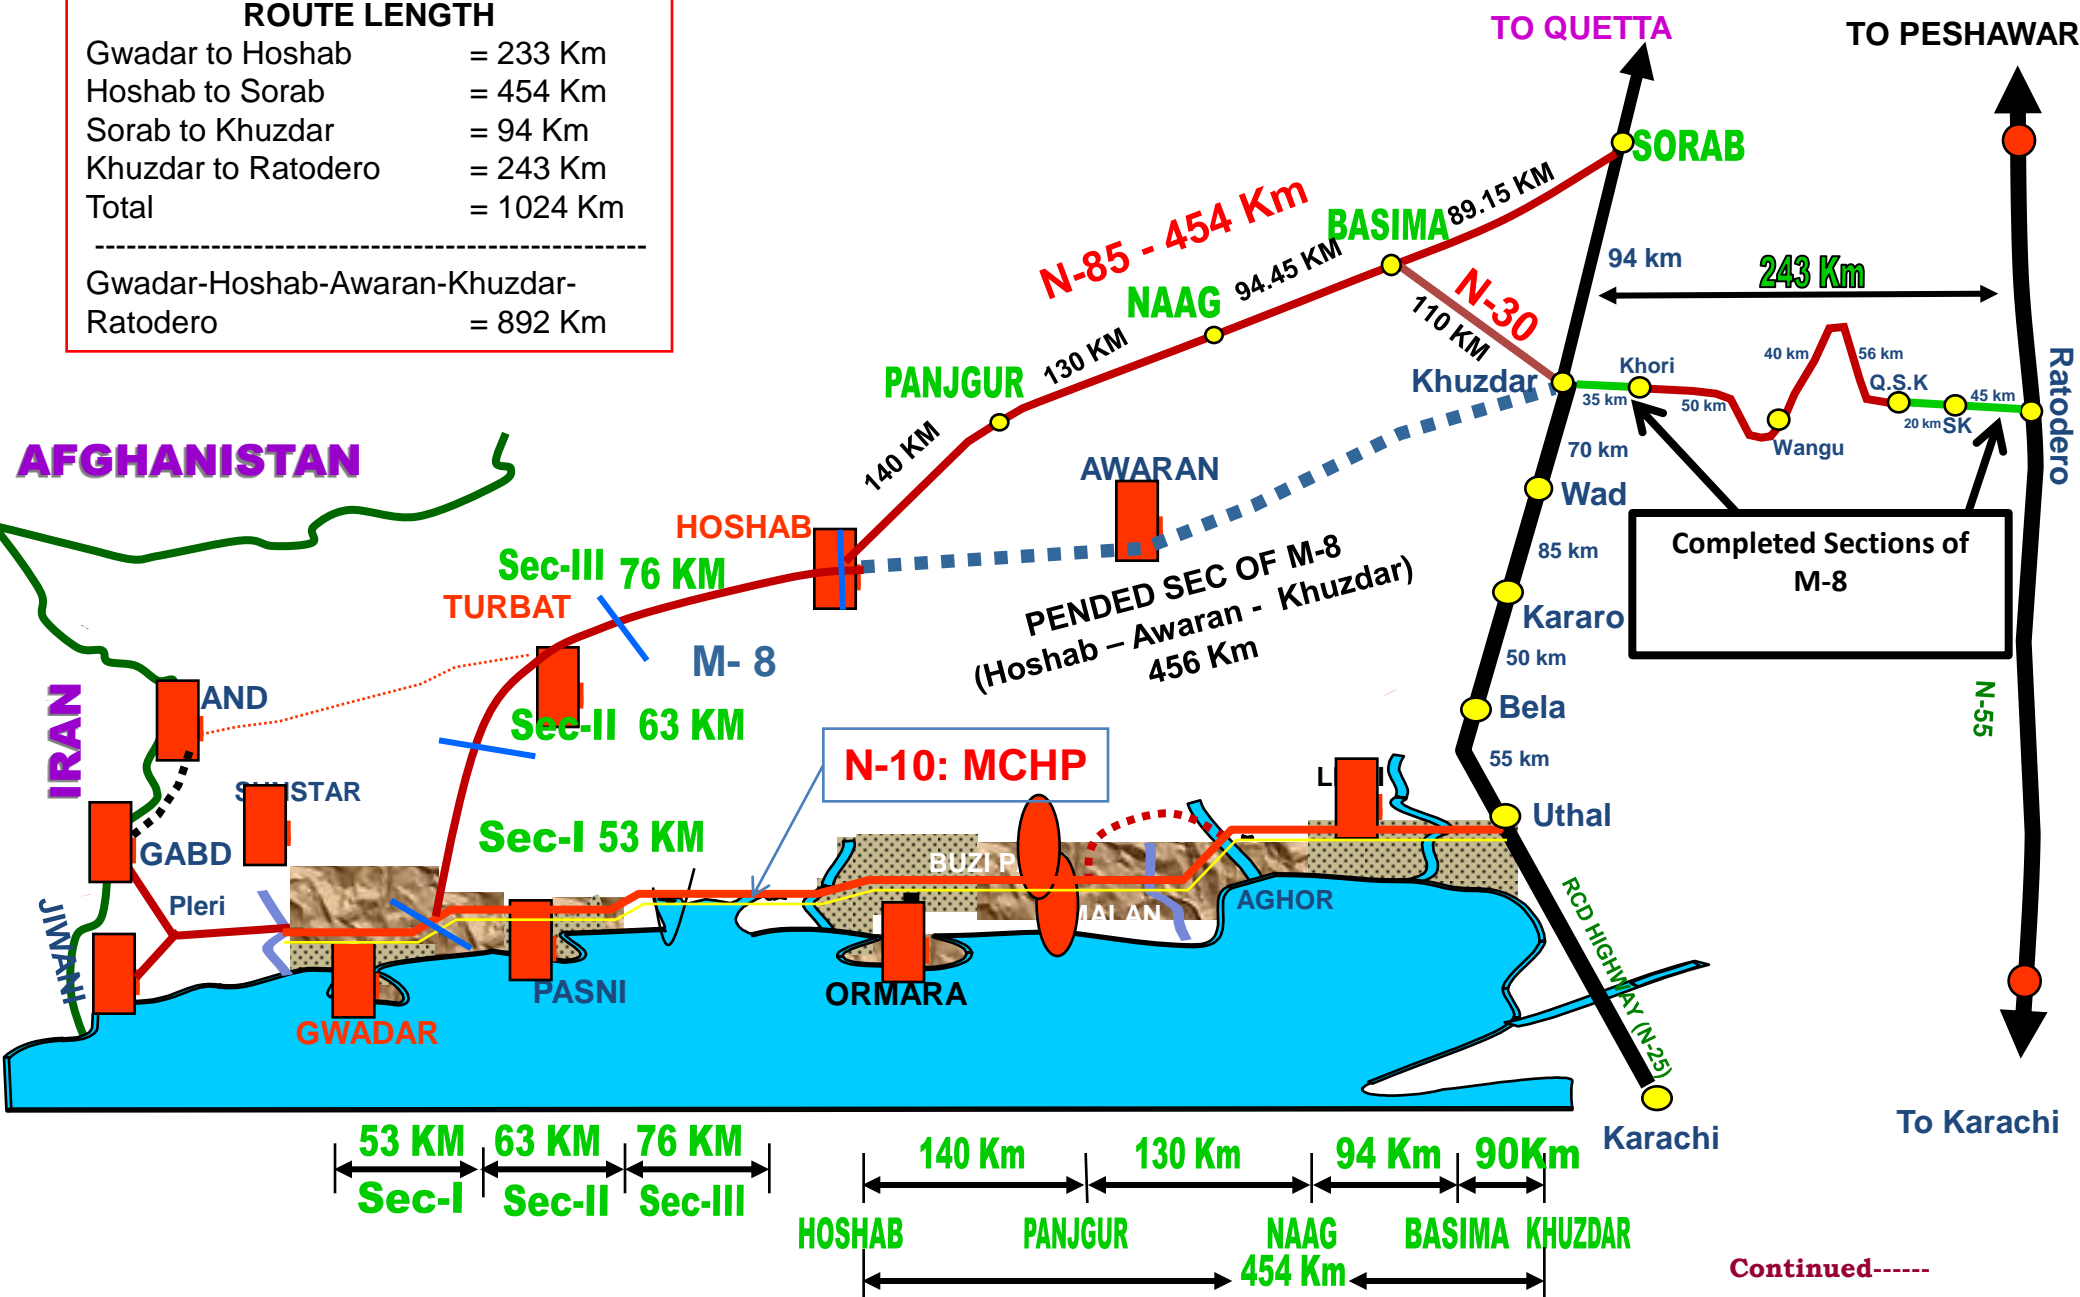 ROUTE LENGTH
Gwadar to Hoshab = 233 Km
Hoshab to Sorab = 454 Km
Sorab to Khuzdar = 94 Km
Khuzdar to Ratodero = 243 Km
Total = 1024 Km
--------------------------------------------------
Gwadar-Hoshab-Awaran-Khuzdar-
Ratodero = 892 Km
TO QUETTA
TO PESHAWAR
SORAB
89.15 KM
BASIMA
N-85 - 454 Km
94.45 KM
NAAG
130 KM
PANJGUR
140 KM
N-30
110 KM
94 km
243 Km
Khuzdar
Khori
35 km
50 km
40 km
56 km
Wangu
Q.S.K
20 km
SK
45 km
Ratodero
70 km
Wad
85 km
Kararo
50 km
Bela
55 km
Uthal
Completed Sections of
M-8
N-55
AFGHANISTAN
IRAN
AWARAN
HOSHAB
Sec-III 76 KM
TURBAT
M- 8
PENDED SEC OF M-8
(Hoshab – Awaran - Khuzdar)
456 Km
AND
Sec-II 63 KM
N-10: MCHP
STAR
GABD
Sec-I 53 KM
Pleri
JIWANI
BUZI P
MALAN
AGHOR
L
I
PASNI
ORMARA
GWADAR
RCD HIGHWAY (N-25)
Karachi
To Karachi
53 KM 63 KM 76 KM
Sec-I Sec-II Sec-III
140 Km 130 Km 94 Km 90Km
HOSHAB PANJGUR NAAG BASIMA KHUZDAR
454 Km
Continued------